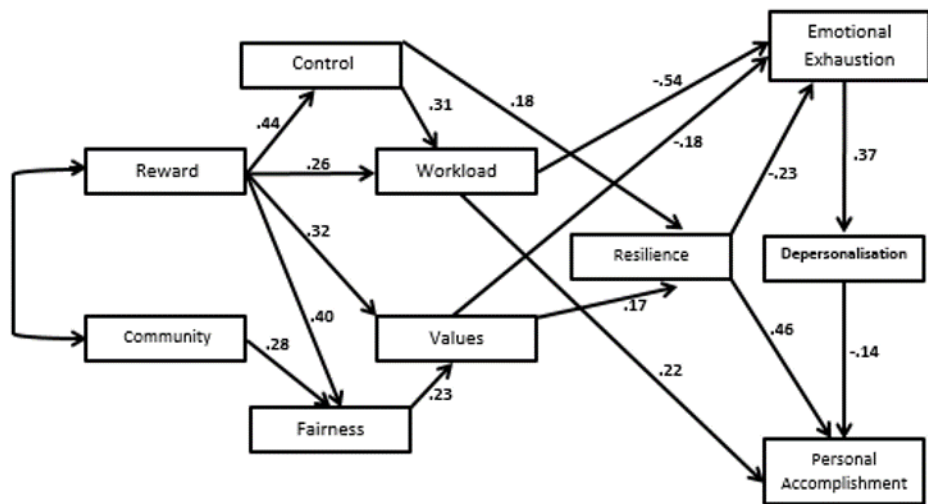 Emotional
Exhaustion
Control
.18
-.54
.31
.44
-.18
.37
Reward
.26
Workload
-.23
.32
Resilience
Depersonalisation
.17
Community
.40
Values
.46
.28
-.14
.22
.23
Fairness
Personal
Accomplishment